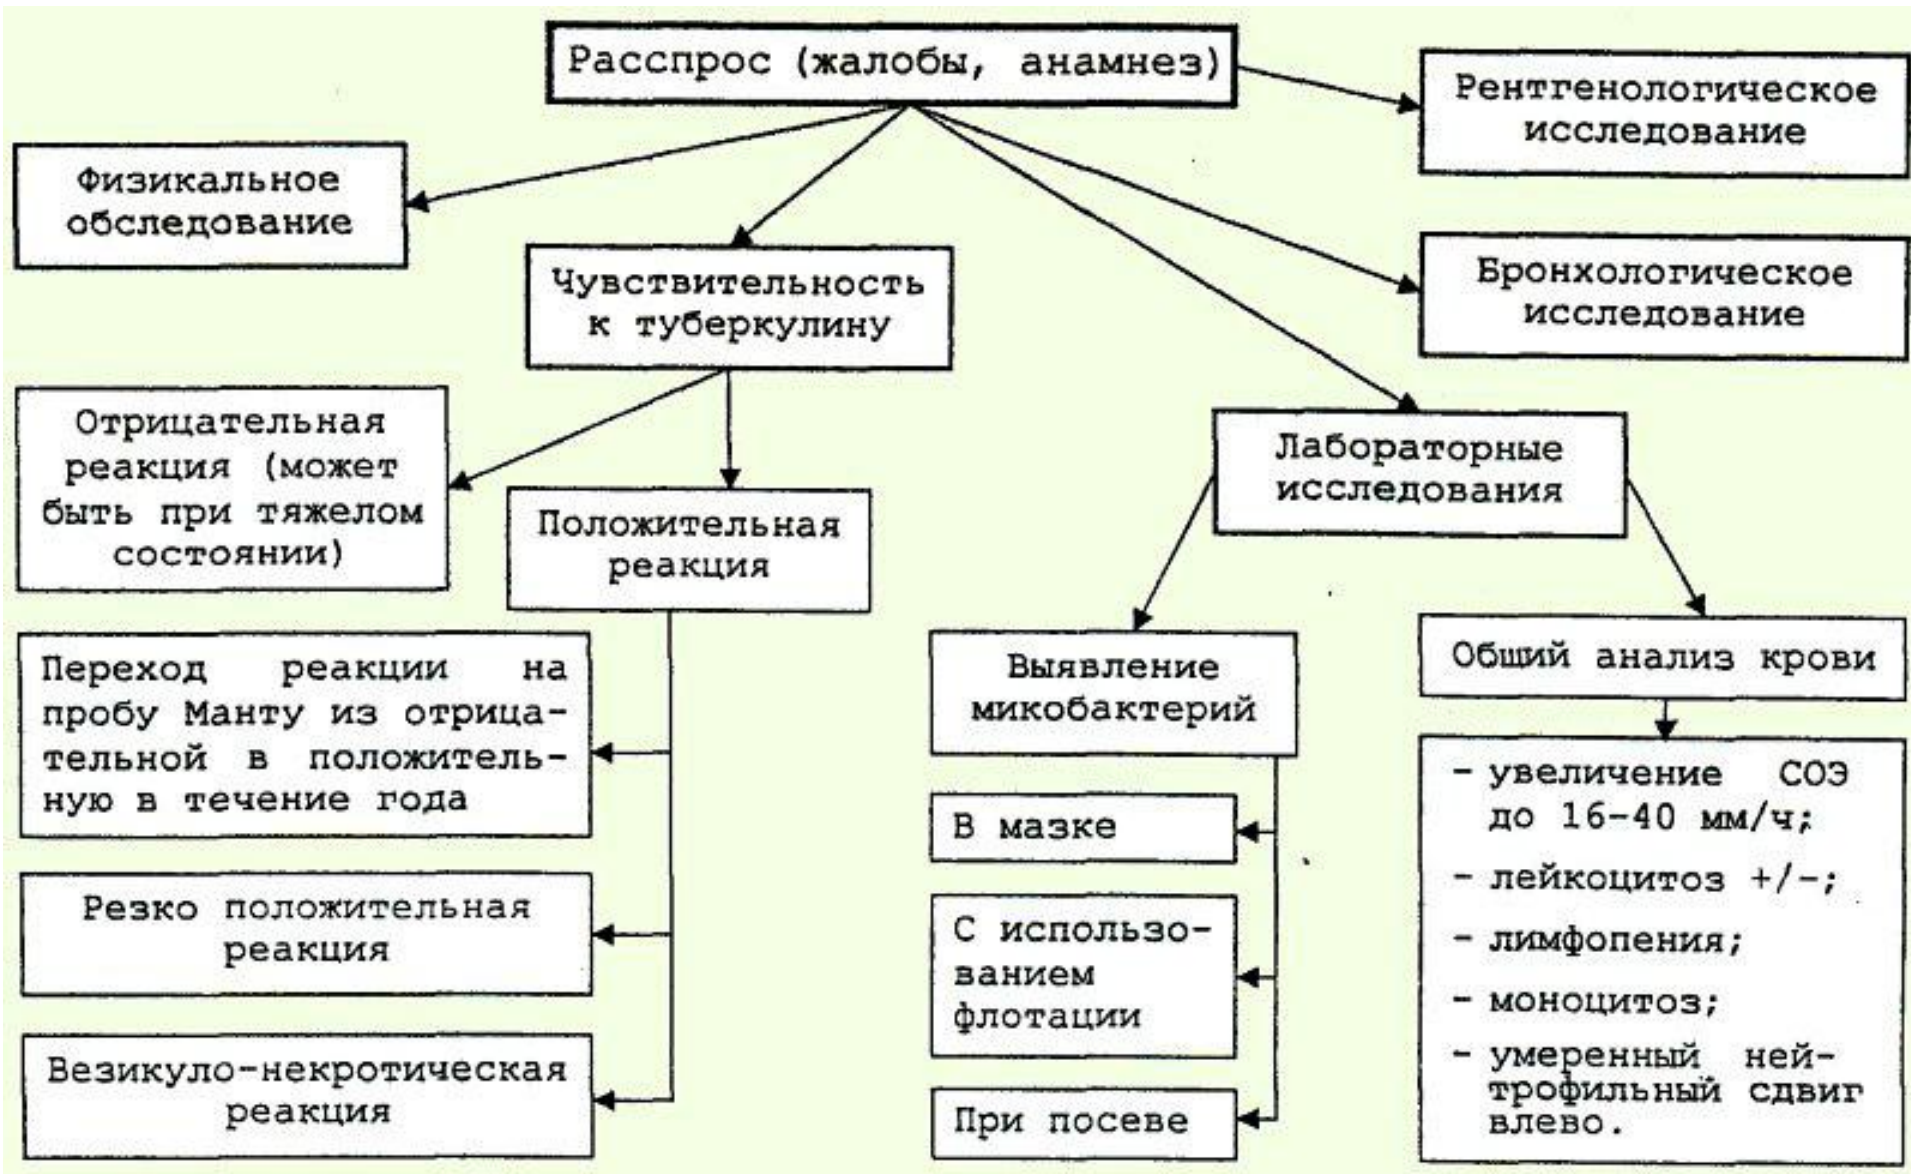 Расспрос (жалобы, анамнез)
Рентгенологическое
исследование
Физикальное
обследование
Чувствительность
к туберкулину
Бронхологическое
исследование
Отрицательная
реакция (может
быть при тяжелом
состоянии)
Положительная
реакция
Лабораторные
исследования
Переход реакции на
пробу Манту из отрица-
тельной в положитель-
ную в течение года
Резко положительная
реакция
Везикуло-некротическая
реакция
Выявление
микобактерий
В мазке
С использо-
ванием
флотации
При посеве
Обший анализ крови
- увеличение СОЭ
до 16-40 мм/ч;
- лейкоцитоз +/-;
- лимфопения;
- моноцитоз;
- умеренный ней-
трофильный сдвиг
влево.